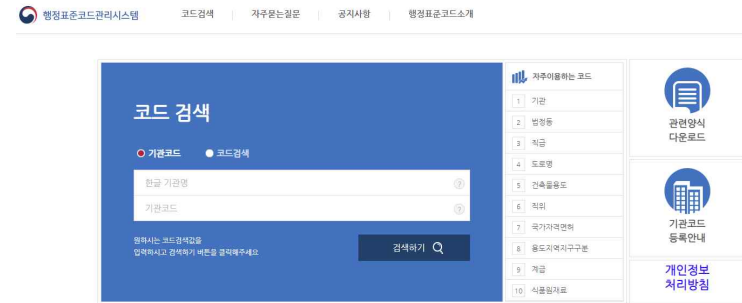 행정표준코드관리시스템
코드검색 자주묻는질문 공지사항 행정표준코드소개
코드 검색
기관코드 코드검색
한글 기관명 ?
기관코드 ?
원하시는 코드검색값을
입력하시고 검색하기 버튼을 클릭해주세요
검색하기
자주이용하는 코드
1 기관
2 법정동
3 직급
4 도로명
5 건축물용도
6 직위
7 국가자격면허
8 용도지역지구구분
9 계급
10 식품원재료
관련양식
다운로드
기관코드
등록안내
개인정보
처리방침